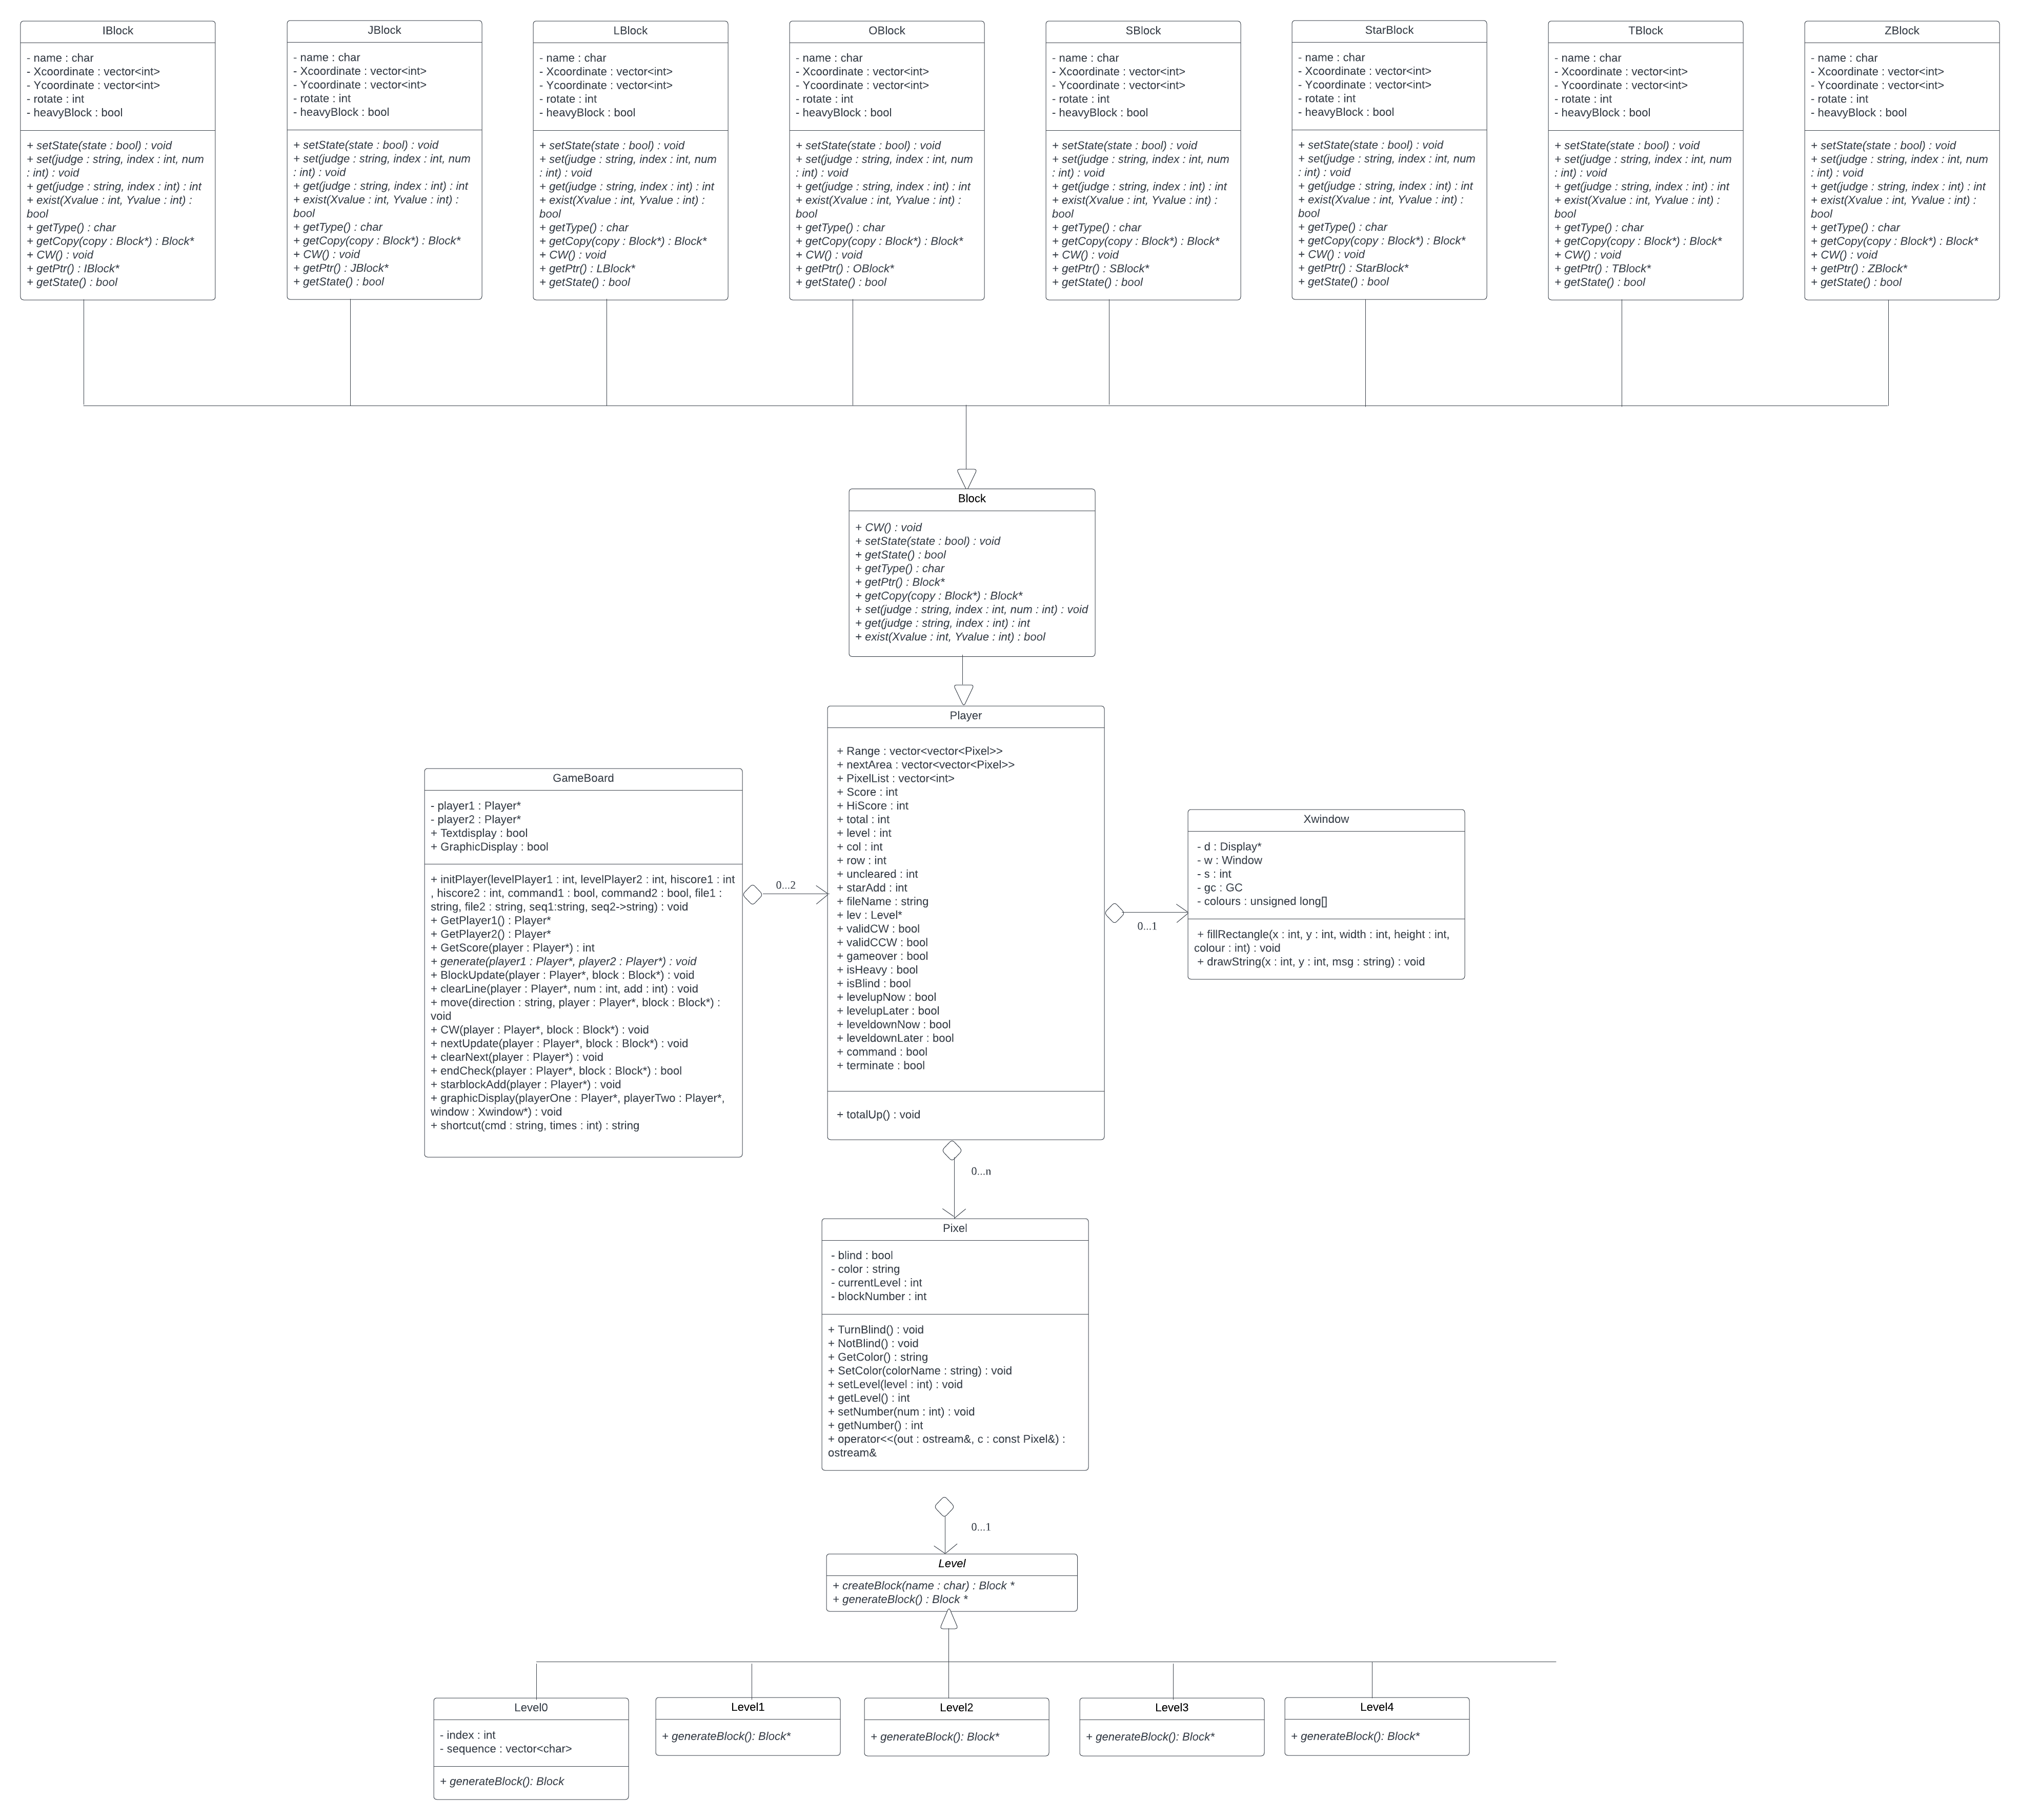 IBlock
- name : char
- Xcoordinate : vector<int>
- Ycoordinate : vector<int>
- rotate : int
- heavyBlock : bool
+ setState(state : bool) : void
+ set(judge : string, index : int, num
: int) : void
+ get(judge : string, index : int) : int
+ exist(Xvalue : int, Yvalue : int) :
bool
+ getType() : char
+ getCopy(copy : Block*) : Block*
+ CW() : void
+ getPtr() : IBlock*
+ getState() : bool
JBlock
- name : char
- Xcoordinate : vector<int>
- Ycoordinate : vector<int>
- rotate : int
- heavyBlock : bool
+ setState(state : bool) : void
+ set(judge : string, index : int, num
: int) : void
+ get(judge : string, index : int) : int
+ exist(Xvalue : int, Yvalue : int) :
bool
+ getType() : char
+ getCopy(copy : Block*) : Block*
+ CW() : void
+ getPtr() : JBlock*
+ getState() : bool
LBlock
- name : char
- Xcoordinate : vector<int>
- Ycoordinate : vector<int>
- rotate : int
- heavyBlock : bool
+ setState(state : bool) : void
+ set(judge : string, index : int, num
: int) : void
+ get(judge : string, index : int) : int
+ exist(Xvalue : int, Yvalue : int) :
bool
+ getType() : char
+ getCopy(copy : Block*) : Block*
+ CW() : void
+ getPtr() : LBlock*
+ getState() : bool
OBlock
- name : char
- Xcoordinate : vector<int>
- Ycoordinate : vector<int>
- rotate : int
- heavyBlock : bool
+ setState(state : bool) : void
+ set(judge : string, index : int, num
: int) : void
+ get(judge : string, index : int) : int
+ exist(Xvalue : int, Yvalue : int) :
bool
+ getType() : char
+ getCopy(copy : Block*) : Block*
+ CW() : void
+ getPtr() : OBlock*
+ getState() : bool
SBlock
- name : char
- Xcoordinate : vector<int>
- Ycoordinate : vector<int>
- rotate : int
- heavyBlock : bool
+ setState(state : bool) : void
+ set(judge : string, index : int, num
: int) : void
+ get(judge : string, index : int) : int
+ exist(Xvalue : int, Yvalue : int) :
bool
+ getType() : char
+ getCopy(copy : Block*) : Block*
+ CW() : void
+ getPtr() : SBlock*
+ getState() : bool
StarBlock
- name : char
- Xcoordinate : vector<int>
- Ycoordinate : vector<int>
- rotate : int
- heavyBlock : bool
+ setState(state : bool) : void
+ set(judge : string, index : int, num
: int) : void
+ get(judge : string, index : int) : int
+ exist(Xvalue : int, Yvalue : int) :
bool
+ getType() : char
+ getCopy(copy : Block*) : Block*
+ CW() : void
+ getPtr() : StarBlock*
+ getState() : bool
TBlock
- name : char
- Xcoordinate : vector<int>
- Ycoordinate : vector<int>
- rotate : int
- heavyBlock : bool
+ setState(state : bool) : void
+ set(judge : string, index : int, num
: int) : void
+ get(judge : string, index : int) : int
+ exist(Xvalue : int, Yvalue : int) :
bool
+ getType() : char
+ getCopy(copy : Block*) : Block*
+ CW() : void
+ getPtr() : TBlock*
+ getState() : bool
ZBlock
- name : char
- Xcoordinate : vector<int>
- Ycoordinate : vector<int>
- rotate : int
- heavyBlock : bool
+ setState(state : bool) : void
+ set(judge : string, index : int, num
: int) : void
+ get(judge : string, index : int) : int
+ exist(Xvalue : int, Yvalue : int) :
bool
+ getType() : char
+ getCopy(copy : Block*) : Block*
+ CW() : void
+ getPtr() : ZBlock*
+ getState() : bool
Block
+ CW() : void
+ setState(state : bool) : void
+ getState() : bool
+ getType() : char
+ getPtr() : Block*
+ getCopy(copy : Block*) : Block*
+ set(judge : string, index : int, num : int) : void
+ get(judge : string, index : int) : int
+ exist(Xvalue : int, Yvalue : int) : bool
GameBoard
- player1 : Player*
- player2 : Player*
+ Textdisplay : bool
+ GraphicDisplay : bool
+ initPlayer(levelPlayer1 : int, levelPlayer2 : int, hiscore1 : int
, hiscore2 : int, command1 : bool, command2 : bool, file1 :
string, file2 : string, seq1:string, seq2->string) : void
+ GetPlayer1() : Player*
+ GetPlayer2() : Player*
+ GetScore(player : Player*) : int
+ generate(player1 : Player*, player2 : Player*) : void
+ BlockUpdate(player : Player*, block : Block*) : void
+ clearLine(player : Player*, num : int, add : int) : void
+ move(direction : string, player : Player*, block : Block*) :
void
+ CW(player : Player*, block : Block*) : void
+ nextUpdate(player : Player*, block : Block*) : void
+ clearNext(player : Player*) : void
+ endCheck(player : Player*, block : Block*) : bool
+ starblockAdd(player : Player*) : void
+ graphicDisplay(playerOne : Player*, playerTwo : Player*,
window : Xwindow*) : void
+ shortcut(cmd : string, times : int) : string
0...2
Player
+ Range : vector<vector<Pixel>>
+ nextArea : vector<vector<Pixel>>
+ PixelList : vector<int>
+ Score : int
+ HiScore : int
+ total : int
+ level : int
+ col : int
+ row : int
+ uncleared : int
+ starAdd : int
+ fileName : string
+ lev : Level*
+ validCW : bool
+ validCCW : bool
+ gameover : bool
+ isHeavy : bool
+ isBlind : bool
+ levelupNow : bool
+ levelupLater : bool
+ leveldownNow : bool
+ leveldownLater : bool
+ command : bool
+ terminate : bool
+ totalUp() : void
0...1
Xwindow
- d : Display*
- w : Window
- s : int
- gc : GC
- colours : unsigned long[]
+ fillRectangle(x : int, y : int, width : int, height : int,
colour : int) : void
+ drawString(x : int, y : int, msg : string) : void
0...n
Pixel
- blind : bool
- color : string
- currentLevel : int
- blockNumber : int
+ TurnBlind() : void
+ NotBlind() : void
+ GetColor() : string
+ SetColor(colorName : string) : void
+ setLevel(level : int) : void
+ getLevel() : int
+ setNumber(num : int) : void
+ getNumber() : int
+ operator<<(out : ostream&, c : const Pixel&) :
ostream&
0...1
Level
+ createBlock(name : char) : Block *
+ generateBlock() : Block *
Level0
- index : int
- sequence : vector<char>
+ generateBlock(): Block
Level1
+ generateBlock(): Block*
Level2
+ generateBlock(): Block*
Level3
+ generateBlock(): Block*
Level4
+ generateBlock(): Block*